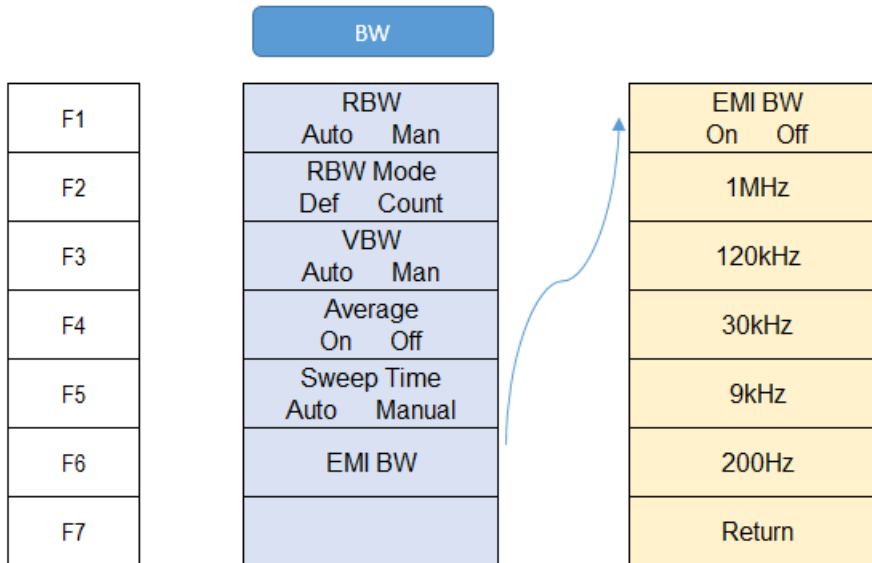 BW
F1
RBW
Auto Man
EMI BW
On Off
F2
RBW Mode
Def Count
1MHz
F3
VBW
Auto Man
120kHz
F4
Average
On Off
30kHz
F5
Sweep Time
Auto Manual
9kHz
F6
EMI BW
200Hz
F7
Return